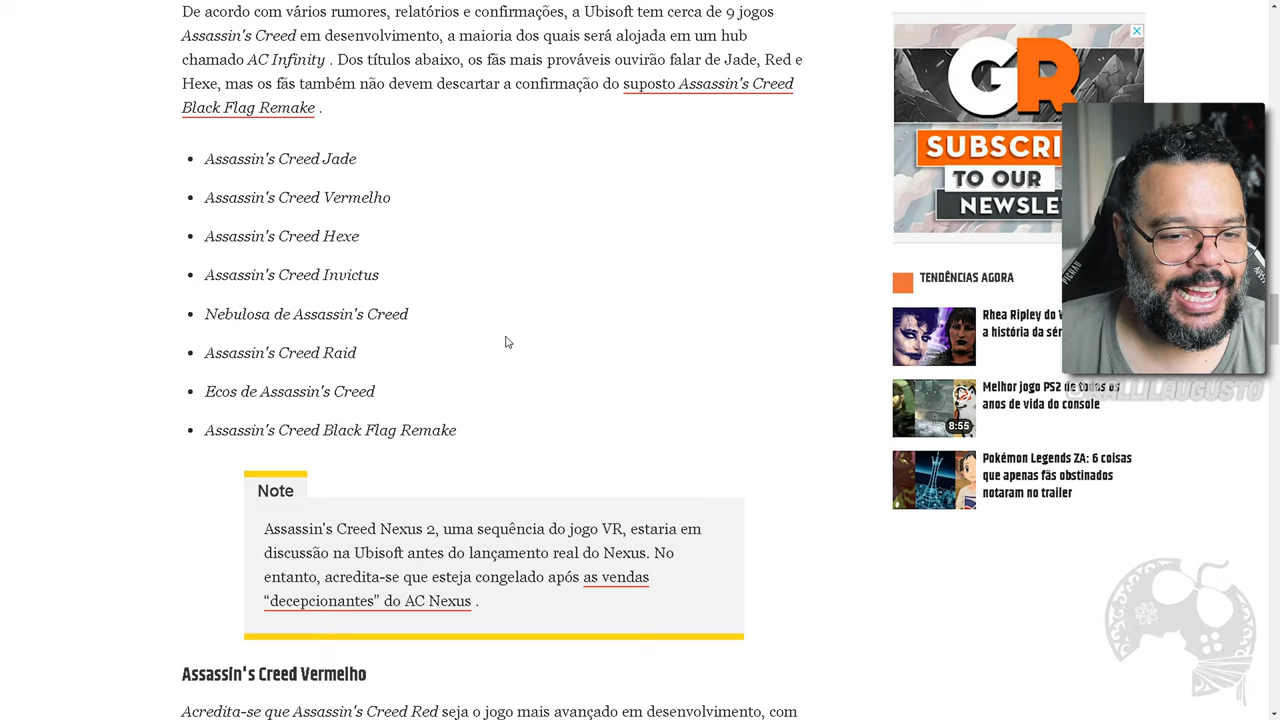 De acordo com vários rumores, relatórios e confirmações, a Ubisoft tem cerca de 9 jogos
Assassin's Creed em desenvolvimento, a maioria dos quais será alojada em um hub
chamado AC Infinity . Dos títulos abaixo, os fãs mais prováveis ouvirão falar de Jade, Red e
Hexe, mas os fãs também não devem descartar a confirmação do suposto Assassin's Creed
Black Flag Remake .
Assassin's Creed Jade
Assassin's Creed Vermelho
Assassin's Creed Hexe
Assassin's Creed Invictus
Nebulosa de Assassin's Creed
Assassin's Creed Raid
Ecos de Assassin's Creed
Assassin's Creed Black Flag Remake
Note
Assassin's Creed Nexus 2, uma sequência do jogo VR, estaria em
discussão na Ubisoft antes do lançamento real do Nexus. No
entanto, acredita-se que esteja congelado após as vendas
“decepcionantes” do AC Nexus .
Assassin's Creed Vermelho
Acredita-se que Assassin's Creed Red seja o jogo mais avançado em desenvolvimento, com
GR
SUBSCRI
TO OUR
NEWSLE
PICHAU
TENDÊNCIAS AGORA
Rhea Ripley do
a história da sér
Melhor jogo PS2 de todos os
anos de vida do console
8:55
Pokémon Legends ZA: 6 coisas
que apenas fãs obstinados
notaram no trailer